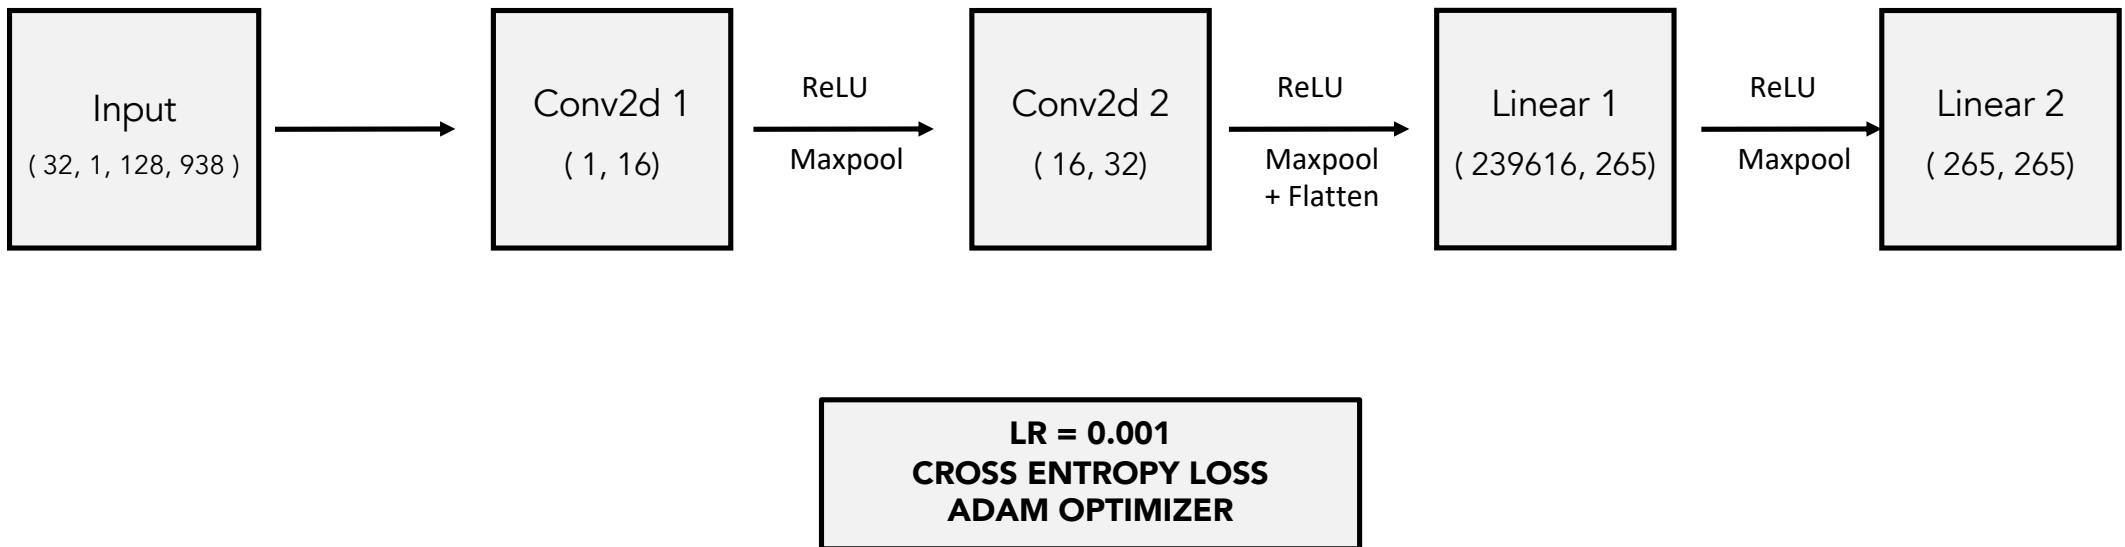 Input
( 32, 1, 128, 938 )
Conv2d 1
( 1, 16)
ReLU
Maxpool
Conv2d 2
( 16, 32)
ReLU
Maxpool
+ Flatten
Linear 1
( 239616, 265)
ReLU
Maxpool
Linear 2
( 265, 265)
LR = 0.001
CROSS ENTROPY LOSS
ADAM OPTIMIZER